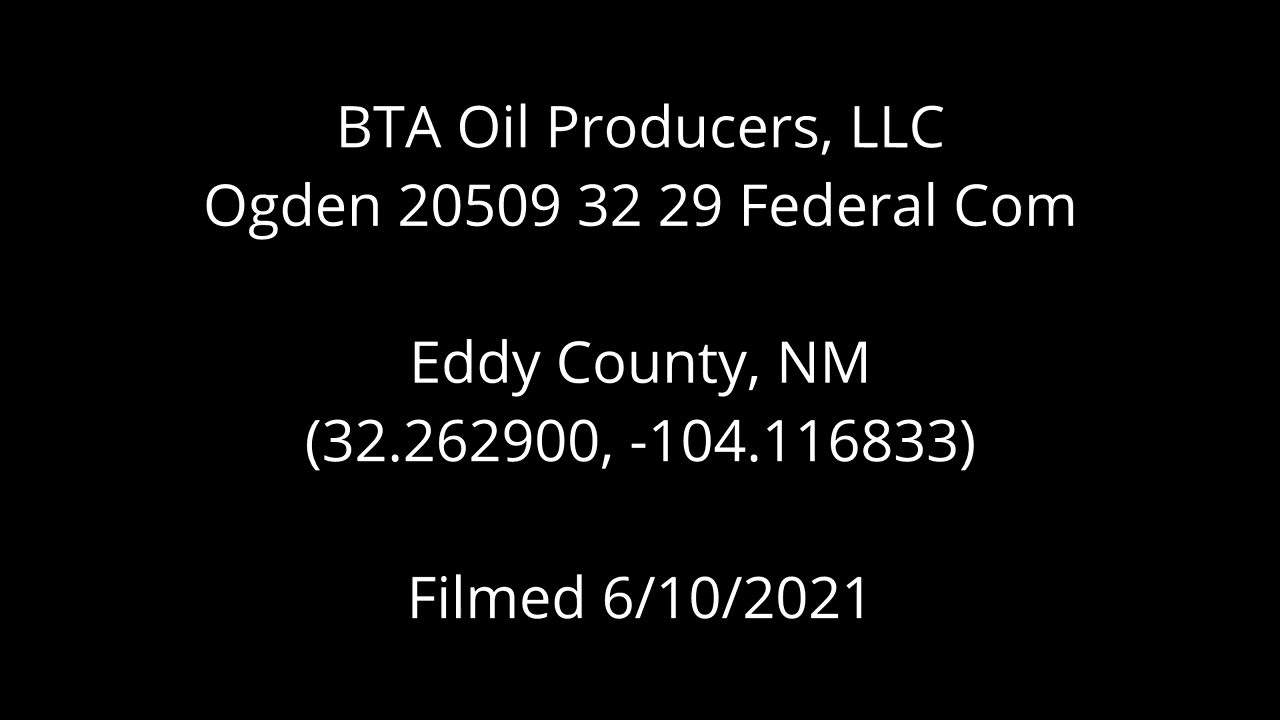 BTA Oil Producers, LLC
Ogden 20509 32 29 Federal Com
Eddy County, NM
(32.262900, -104.116833)
Filmed 6/10/2021